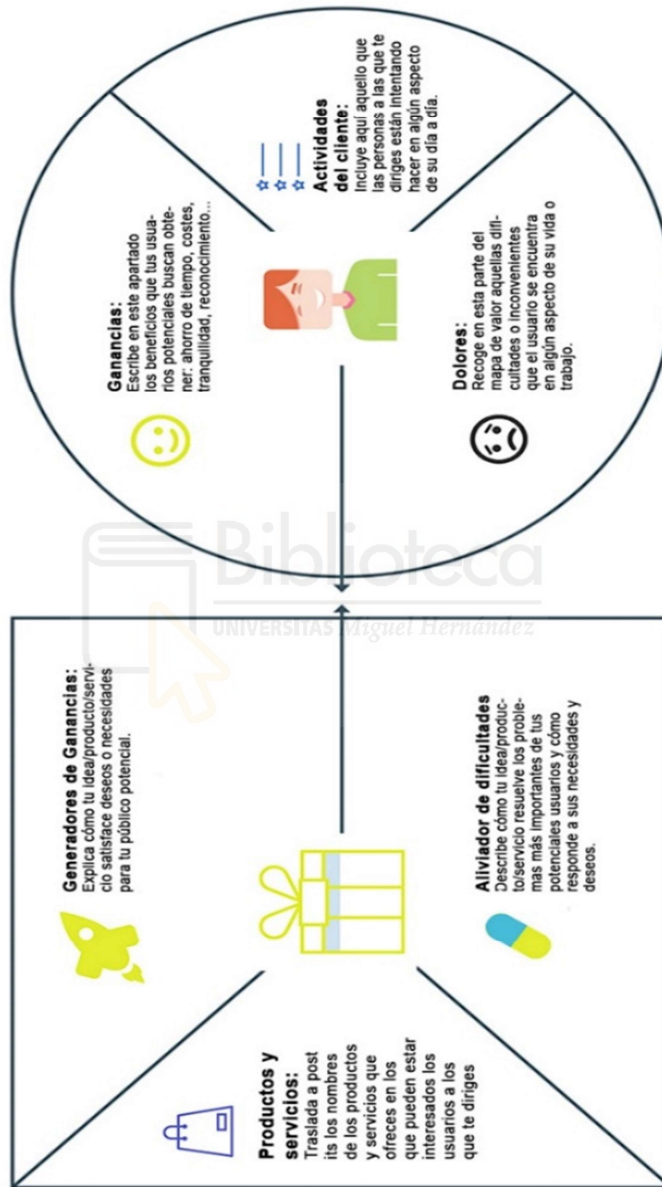 Generadores de Ganancias:
Explica cómo tu idea/producto/servi-
cio satisface deseos o necesidades
para tu público potencial.
Productos y
servicios:
Traslada a post
its los nombres
de los productos
y servicios que
ofreces en los
que pueden estar
interesados los
usuarios a los
que te diriges
Aliviador de dificultades
Describe cómo tu idea/produc-
to/servicio resuelve los proble-
mas más importantes de tus
potenciales usuarios y cómo
responde a sus necesidades y
deseos.
Ganancias:
Escribe en este apartado
los beneficios que tus usua-
rios potenciales buscan obte-
ner: ahorro de tiempo, costes,
tranquilidad, reconocimiento...
Actividades
del cliente:
Incluye aquí aquello que
las personas a las que te
diriges están intentando
hacer en algún aspecto
de su día a día.
Dolores:
Recoge en esta parte del
mapa de valor aquellas difi-
cultades o inconvenientes
que el usuario se encuentra
en algún aspecto de su vida o
trabajo.
Biblioteca
UNIVERSITAS Miguel Hernández